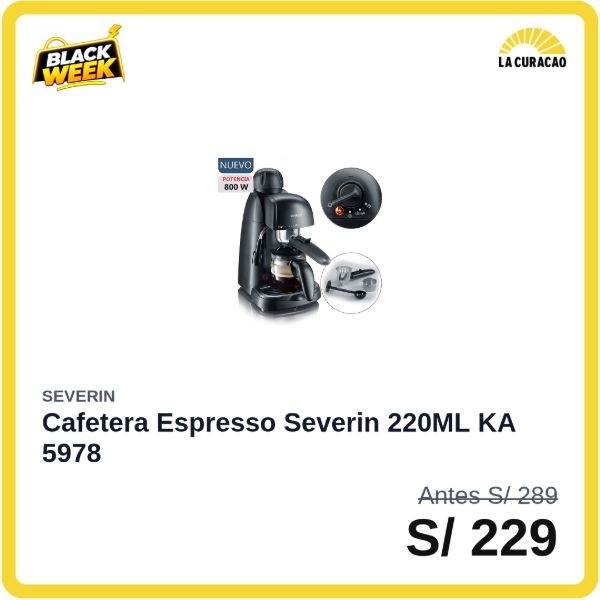 BLACK
WEEK
LA CURACAO
NUEVO
POTENCIA
800 W
SEVERIN
Cafetera Espresso Severin 220ML KA
5978
Antes S/ 289
S/ 229